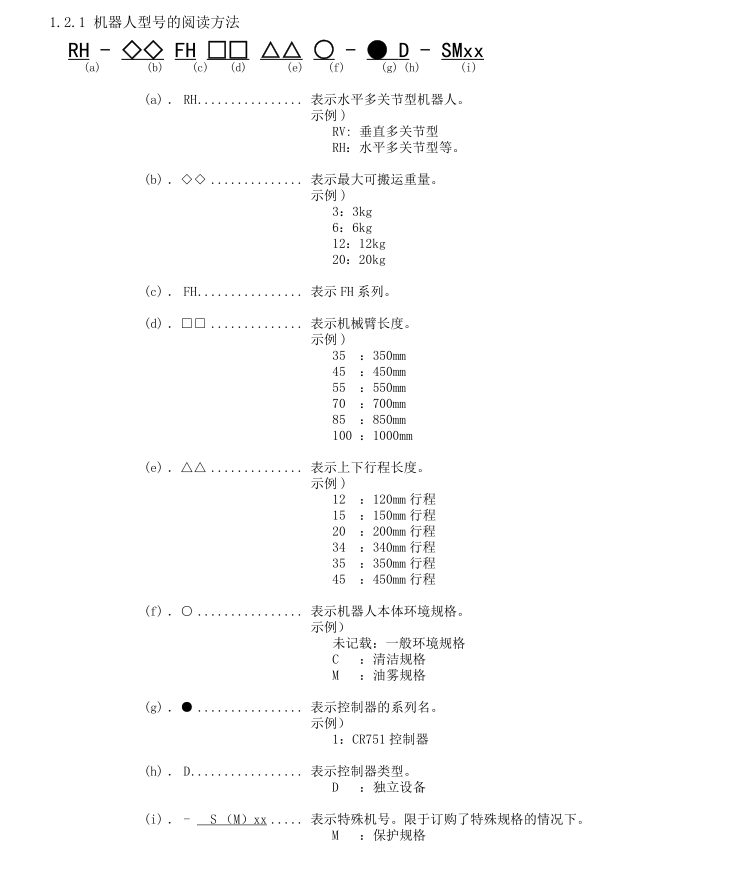 1.2.1 机器人型号的阅读方法
RH - ◇◇ FH □□ △△ ○ - ● D - SMxx
(a) (b) (c) (d) (e) (f) (g) (h) (i)
(a). RH................ 表示水平多关节型机器人。
示例)
RV: 垂直多关节型
RH: 水平多关节型等。
(b). ◇◇.............. 表示最大可搬运重量。
示例)
3: 3kg
6: 6kg
12: 12kg
20: 20kg
(c). FH................ 表示 FH 系列。
(d). □□.............. 表示机械臂长度。
示例)
35 : 350mm
45 : 450mm
55 : 550mm
70 : 700mm
85 : 850mm
100 : 1000mm
(e). △△.............. 表示上下行程长度。
示例)
12 : 120mm 行程
15 : 150mm 行程
20 : 200mm 行程
34 : 340mm 行程
35 : 350mm 行程
45 : 450mm 行程
(f). ○................ 表示机器人本体环境规格。
示例)
未记载: 一般环境规格
C : 清洁规格
M : 油雾规格
(g). ●................ 表示控制器的系列名。
示例)
1: CR751 控制器
(h). D................. 表示控制器类型。
D : 独立设备
(i). - S (M) xx..... 表示特殊机号。限于订购了特殊规格的情况下。
M : 保护规格